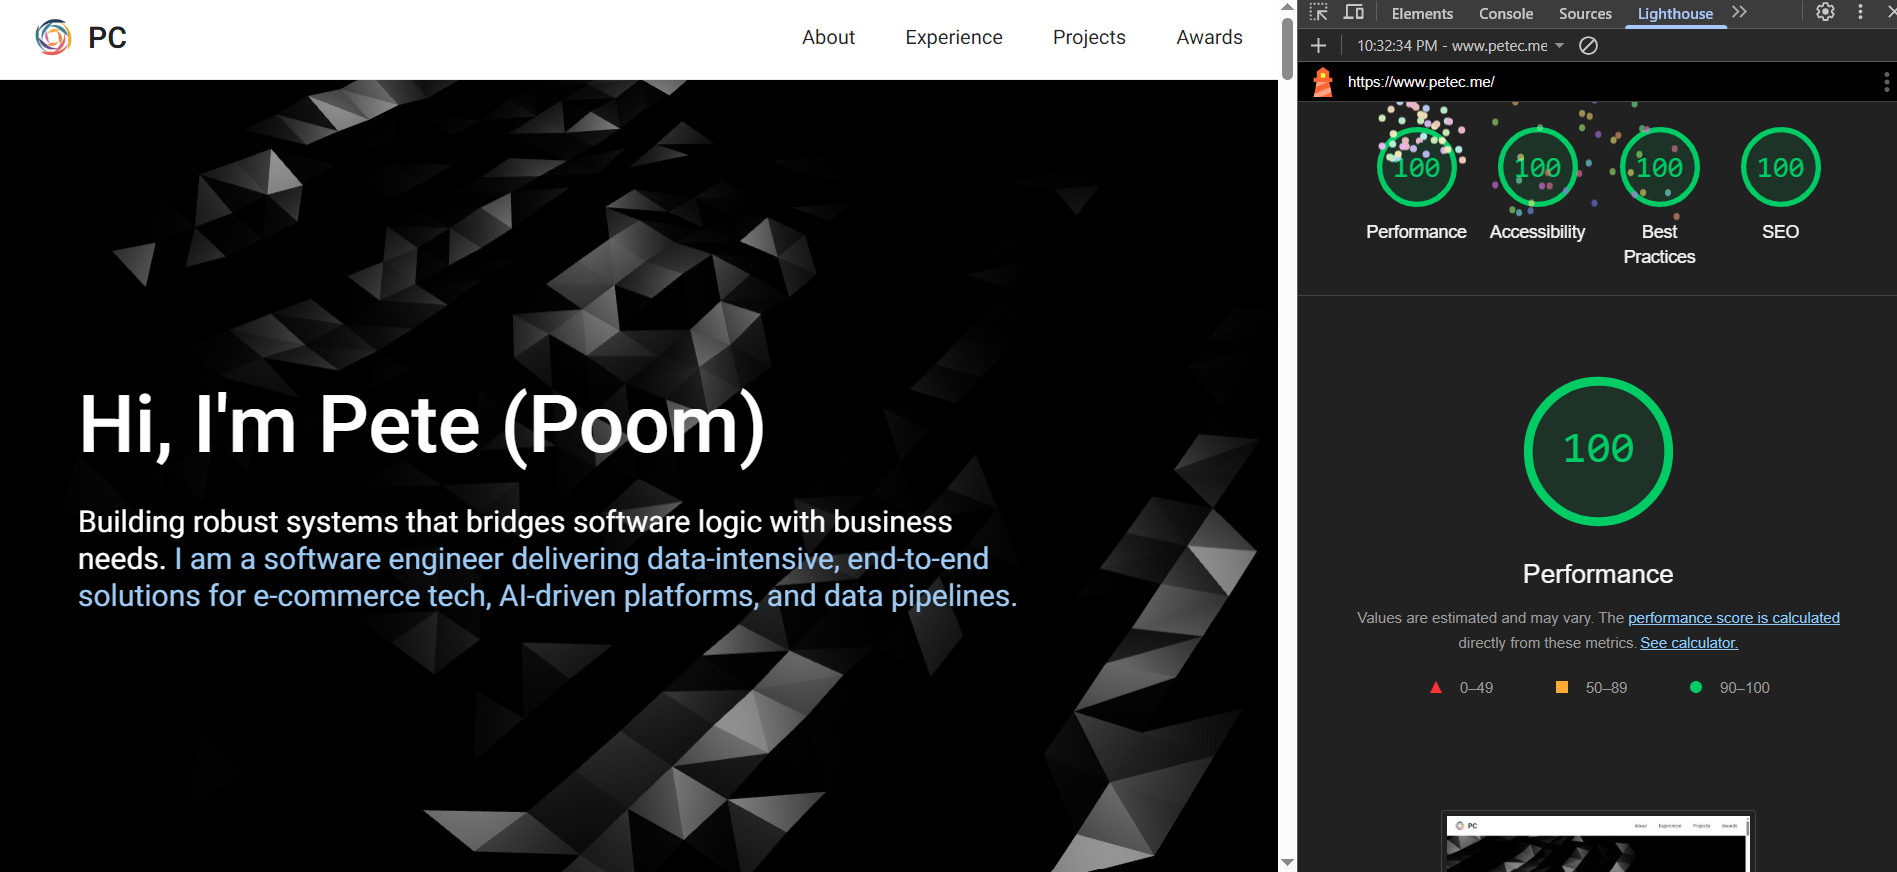 PC
About
Experience
Projects
Awards
Hi, I'm Pete (Poom)
Building robust systems that bridges software logic with business
needs. I am a software engineer delivering data-intensive, end-to-end
solutions for e-commerce tech, AI-driven platforms, and data pipelines.
Elements
Console
Sources
Lighthouse
10:32:34 PM - www.petec.me
https://www.petec.me/
100
Performance
100
Accessibility
100
Best
Practices
100
SEO
100
Performance
Values are estimated and may vary. The performance score is calculated
directly from these metrics. See calculator.
0–49
50–89
90–100
PC
About
Experience
Projects
Awards